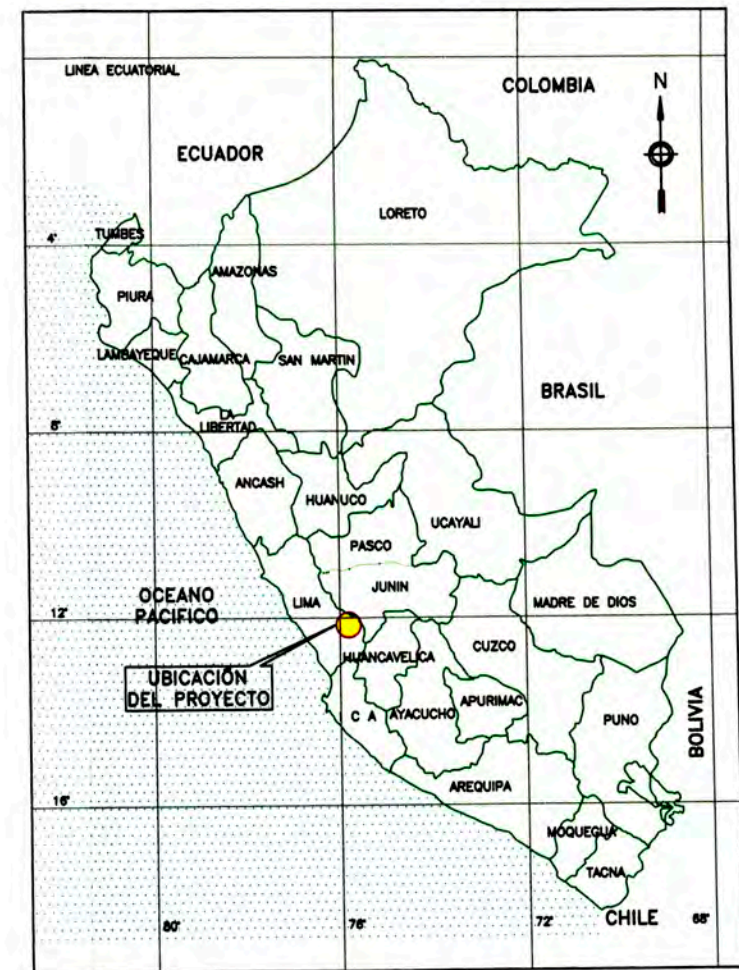 LINEA ECUATORIAL
COLOMBIA
N
ECUADOR
LORETO
TUMBES
4'
AMAZONAS
PIURA
LAMBAYEQUE
CAJAMARCA
SAN MARTIN
BRASIL
LA
LIBERTAD
8'
ANCASH
HUANUCO
UCAYALI
PASCO
JUNIN
OCEANO
PACIFICO
LIMA
MADRE DE DIOS
12'
CUZCO
HUANCAVELICA
UBICACIÓN
DEL PROYECTO
C A
AYACUCHO
APURIMAC
PUNO
BOLIVIA
AREQUIPA
16'
MOQUEGUA
TACNA
CHILE
80'
76'
72'
68'